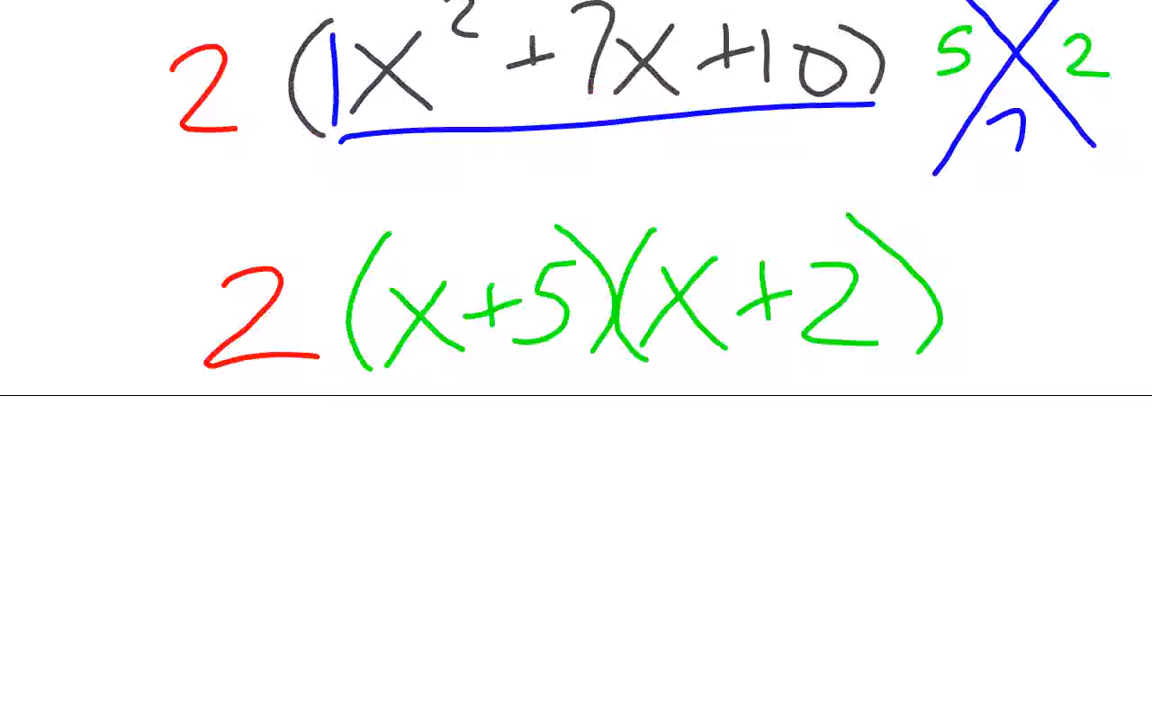 2 (1x² + 7x + 10) 5 2
7
2 (x+5)(x+2)